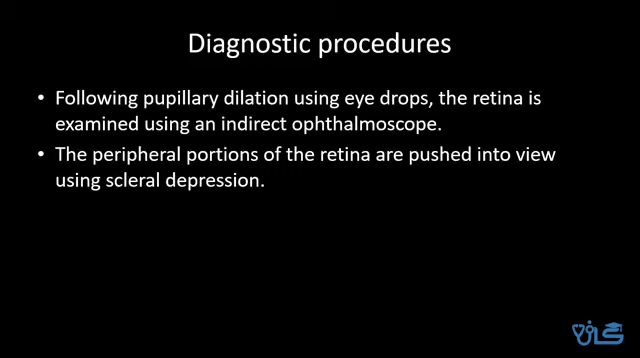 Diagnostic procedures
• Following pupillary dilation using eye drops, the retina is
examined using an indirect ophthalmoscope.
• The peripheral portions of the retina are pushed into view
using scleral depression.